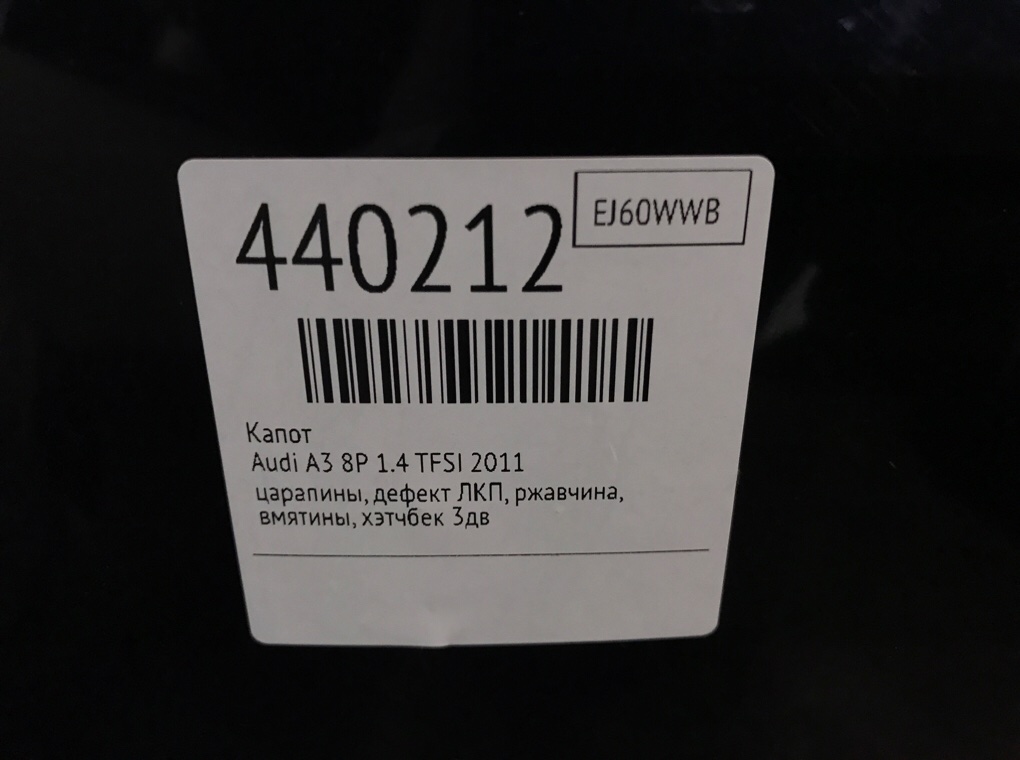 440212
EJ60WWB
Капот
Audi A3 8P 1.4 TFSI 2011
царапины, дефект ЛКП, ржавчина,
вмятины, хэтчбек 3дв